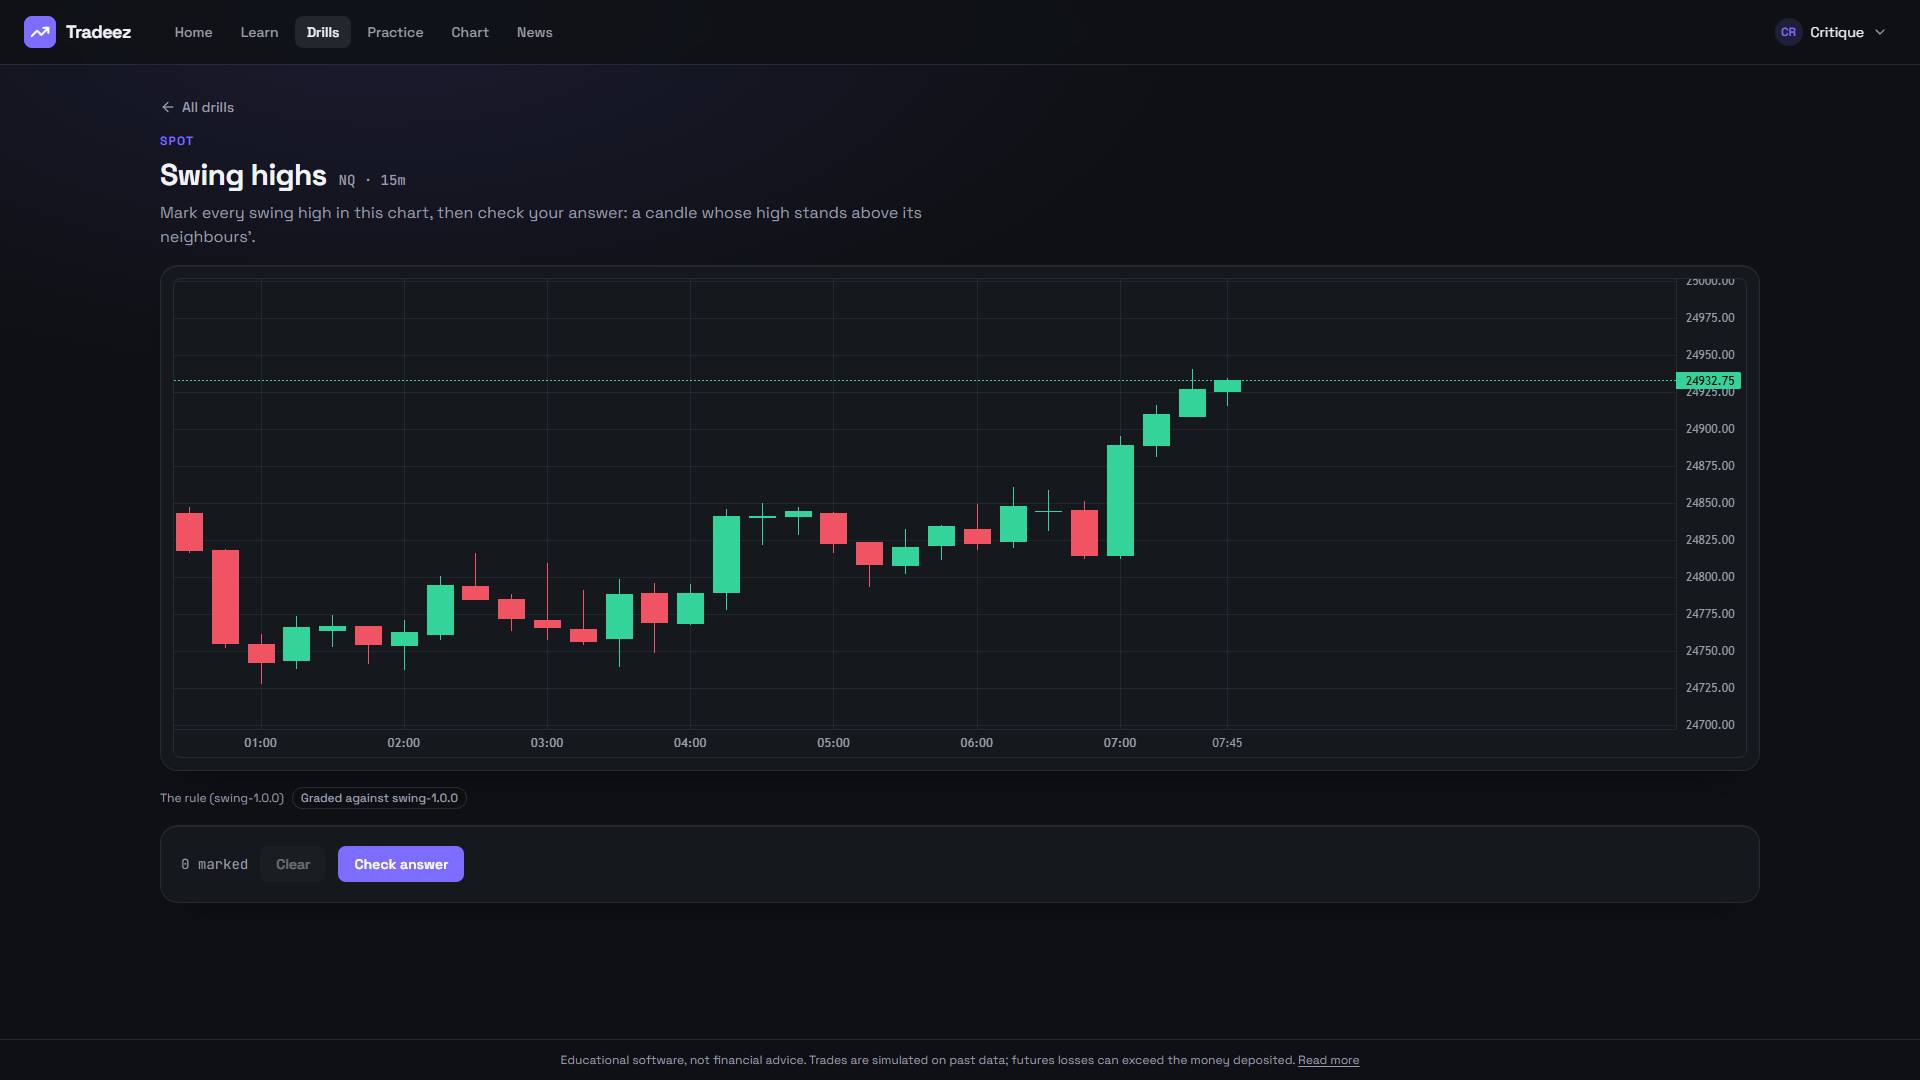 Tradeez
Home
Learn
Drills
Practice
Chart
News
CR
Critique
All drills
SPOT
Swing highs
NQ · 15m
Mark every swing high in this chart, then check your answer: a candle whose high stands above its
neighbours’.
25000.00
24975.00
24950.00
24932.75
24925.00
24900.00
24875.00
24850.00
24825.00
24800.00
24775.00
24750.00
24725.00
24700.00
01:00
02:00
03:00
04:00
05:00
06:00
07:00
07:45
The rule (swing-1.0.0)
Graded against swing-1.0.0
0 marked
Clear
Check answer
Educational software, not financial advice. Trades are simulated on past data; futures losses can exceed the money deposited. Read more